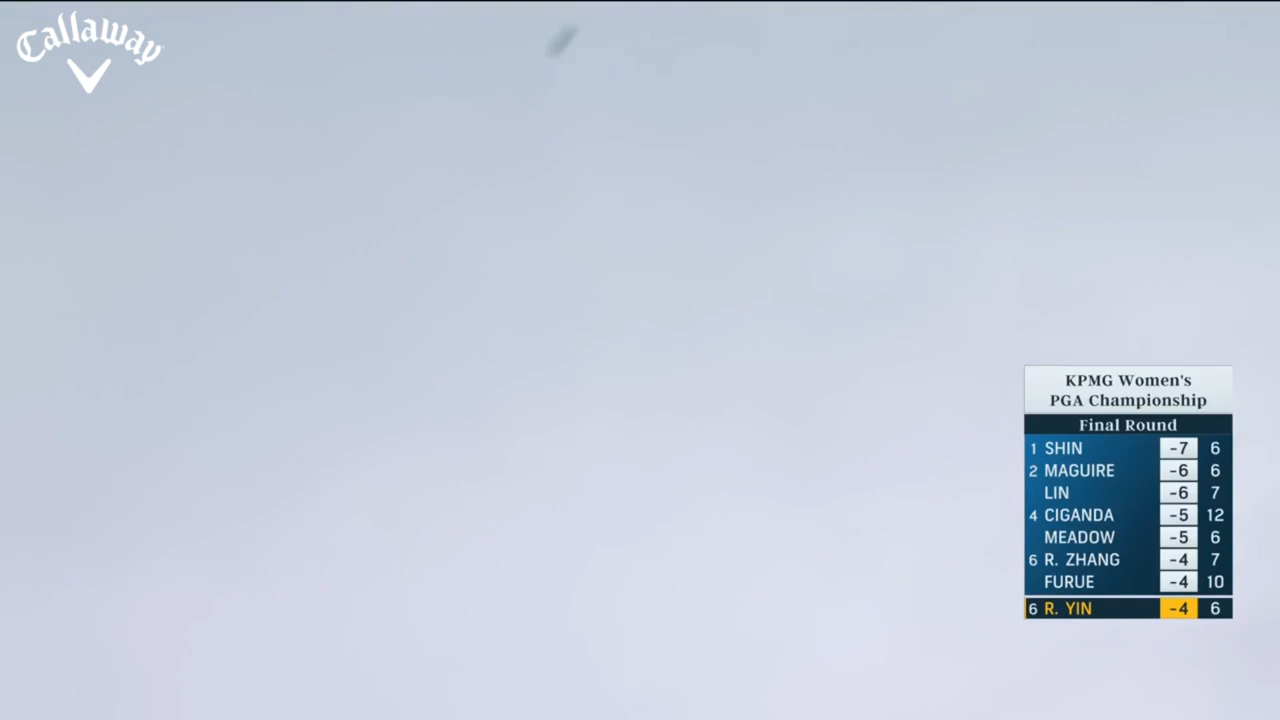 Callaway
KPMG Women's
PGA Championship
Final Round
1 SHIN -7 6
2 MAGUIRE -6 6
LIN -6 7
4 CIGANDA -5 12
MEADOW -5 6
6 R. ZHANG -4 7
FURUE -4 10
6 R. YIN -4 6